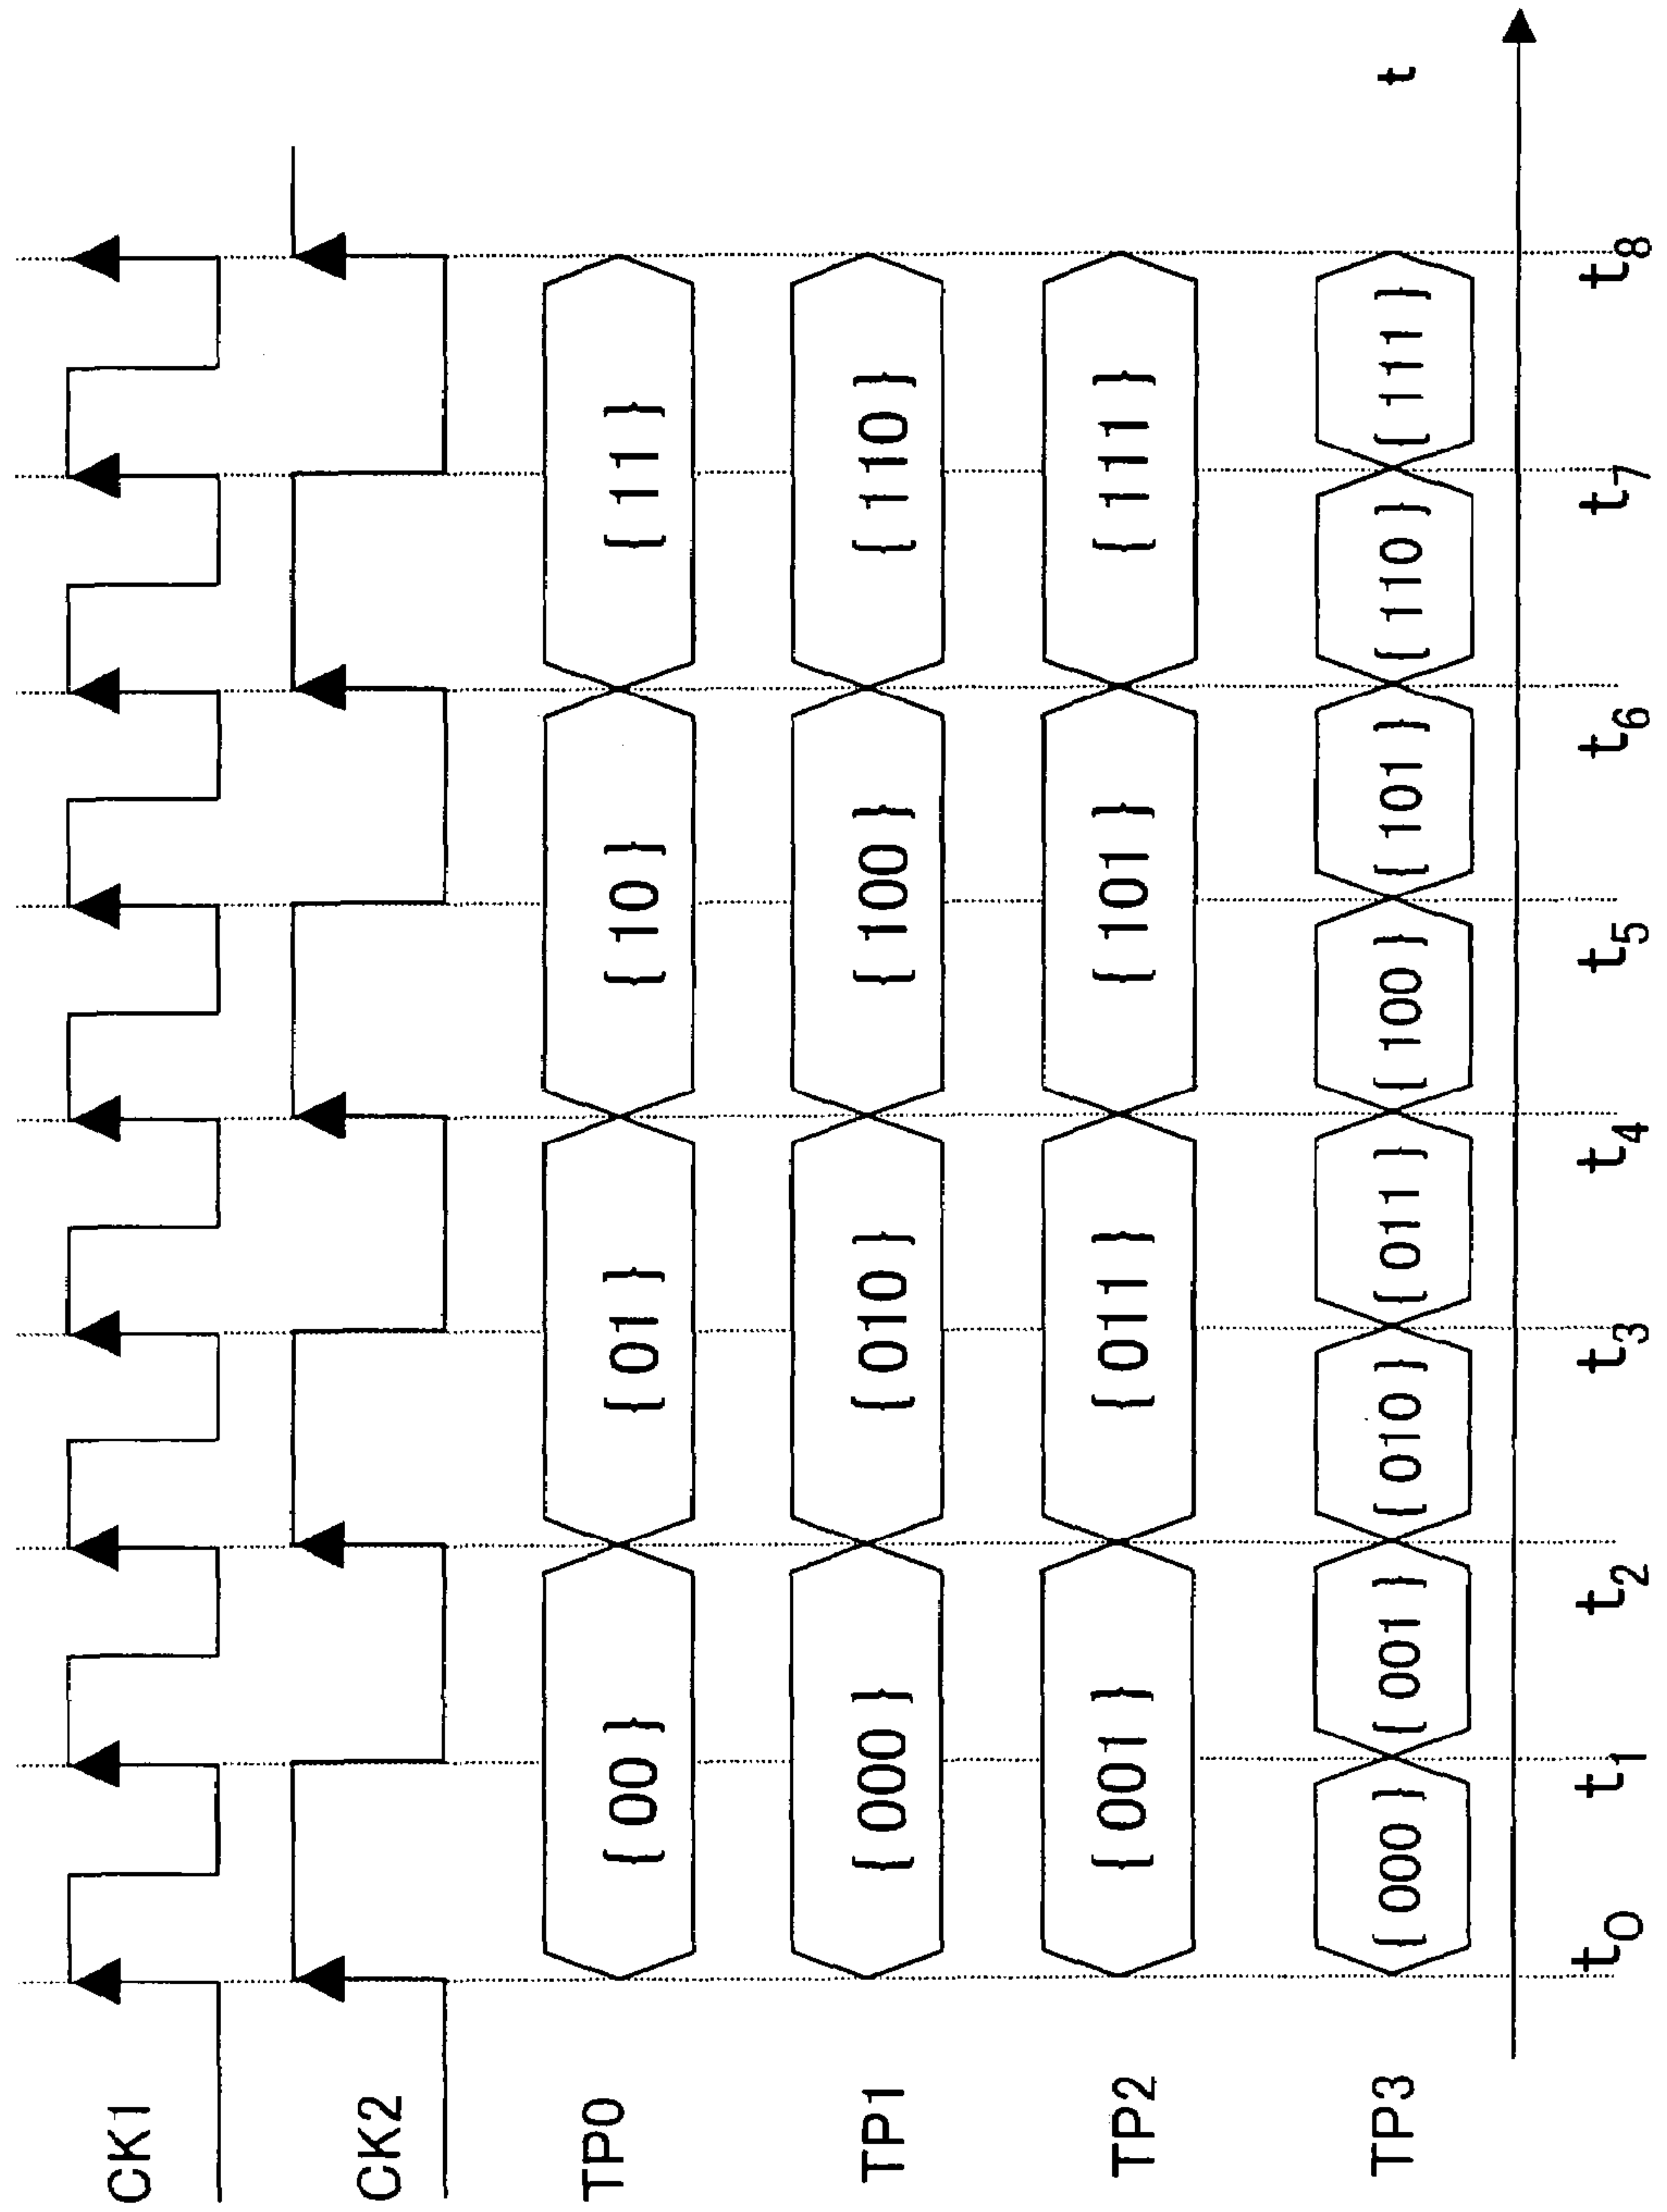 CK1
CK2
TP0 {00} {01} {10} {11}
TP1 {000} {010} {100} {110}
TP2 {001} {011} {101} {111}
TP3 {000} {001} {010} {011} {100} {101} {110} {111}
t
t0 t1 t2 t3 t4 t5 t6 t7 t8